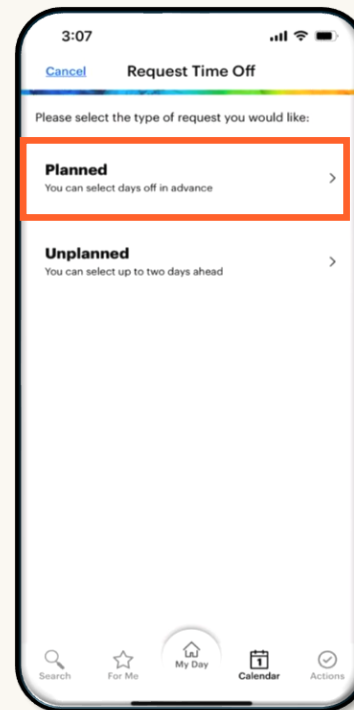 3:07
Cancel Request Time Off
Please select the type of request you would like:
Planned
You can select days off in advance
Unplanned
You can select up to two days ahead
1
Search For Me My Day Calendar Actions